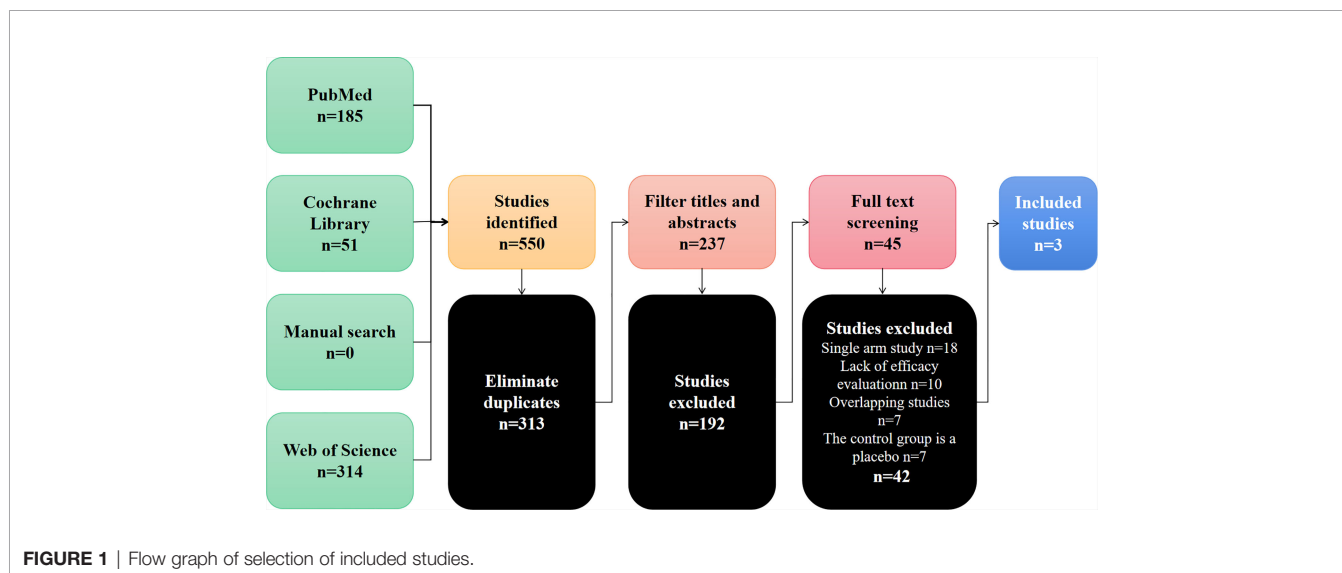 PubMed
n=185
Cochrane
Library
n=51
Manual search
n=0
Web of Science
n=314
Studies
identified
n=550
Eliminate
duplicates
n=313
Filter titles and
abstracts
n=237
Studies
excluded
n=192
Full text
screening
n=45
Studies excluded
Single arm study n=18
Lack of efficacy
evaluationn n=10
Overlapping studies
n=7
The control group is a
placebo n=7
n=42
Included
studies
n=3
FIGURE 1 | Flow graph of selection of included studies.